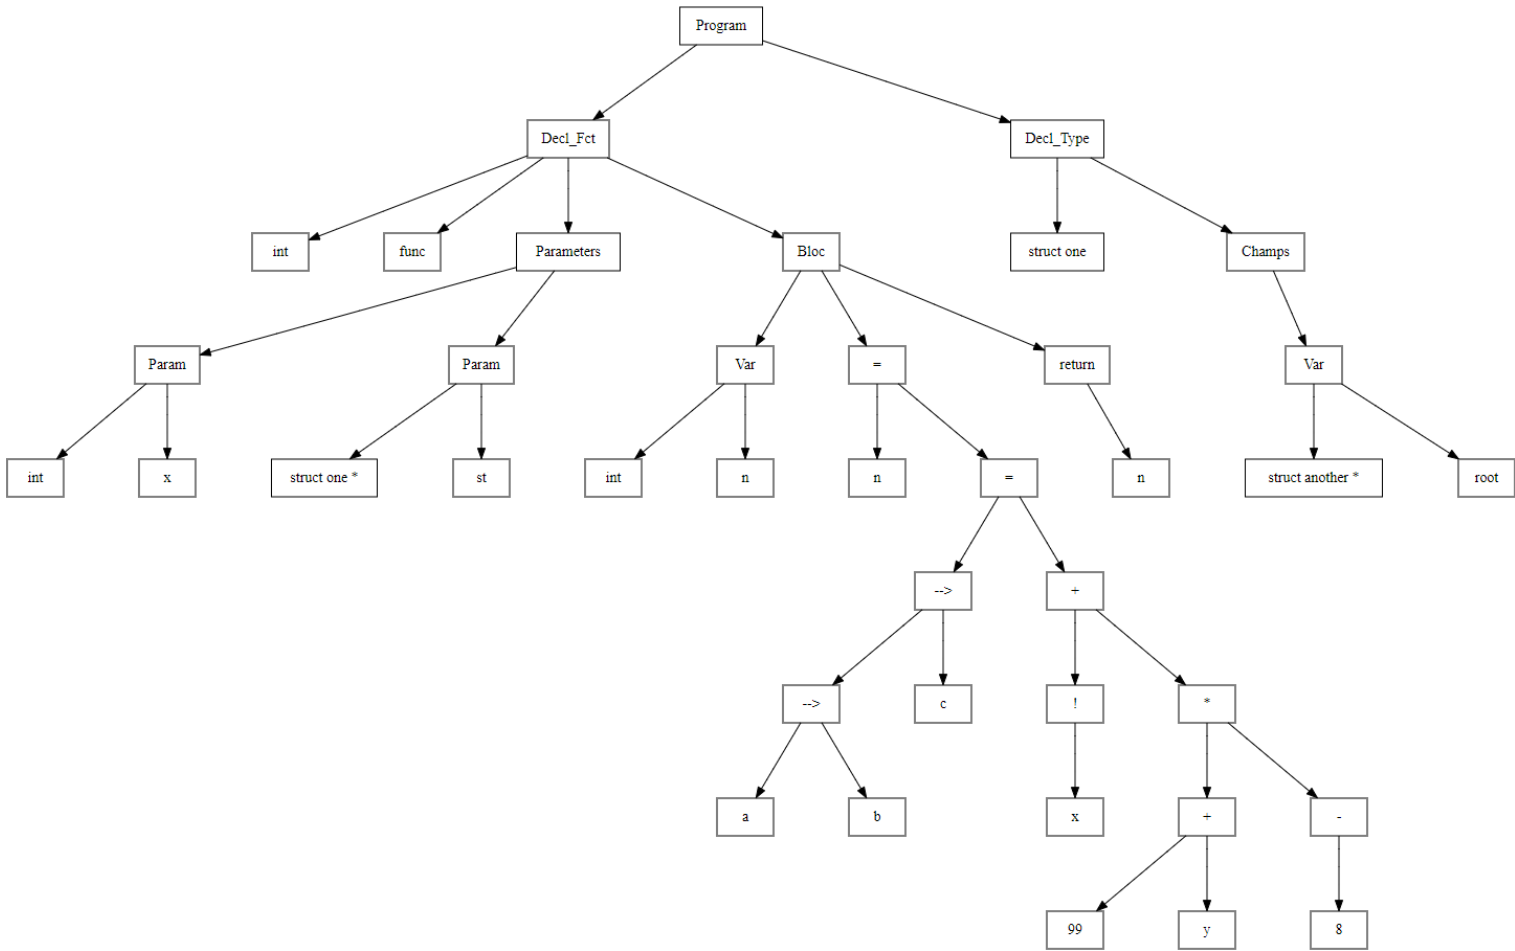 Program
Decl_Fct
Decl_Type
int
func
Parameters
Bloc
struct one
Champs
Param
Param
Var
=
return
Var
int
x
struct one *
st
int
n
n
=
n
struct another *
root
-->
+
-->
c
!
*
a
b
x
+
-
99
y
8